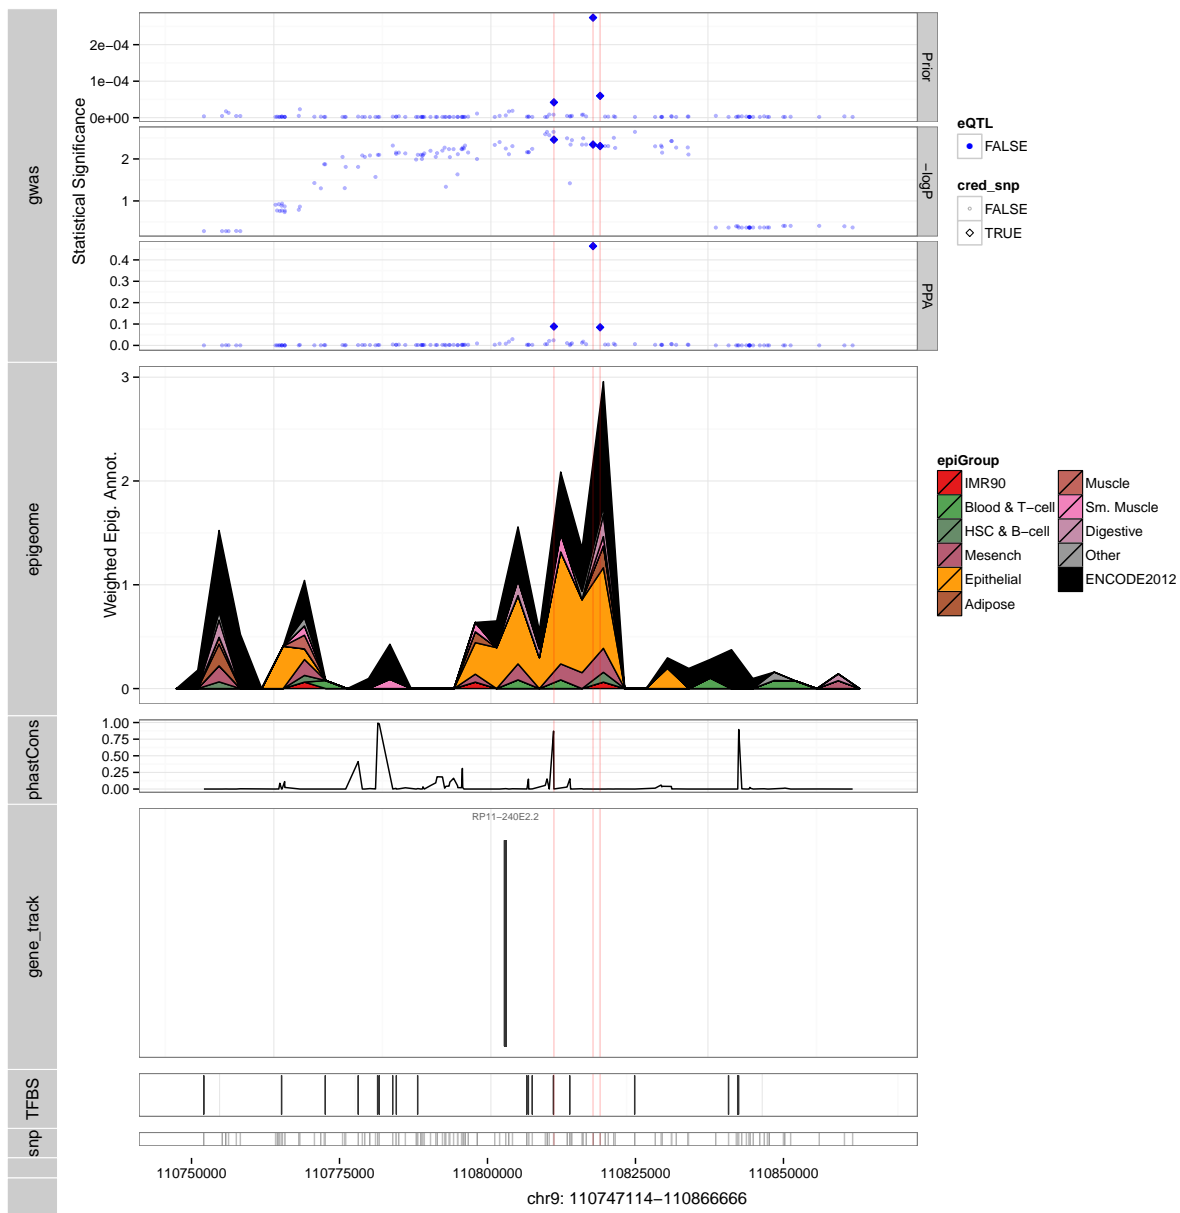 gwas
Statistical Significance
2e−04
1e−04
0e+00
Prior
2
1
−logP
0.4
0.3
0.2
0.1
0.0
PPA
eQTL
FALSE
cred_snp
FALSE
TRUE
epigeome
Weighted Epig. Annot.
3
2
1
0
epiGroup
IMR90
Blood & T−cell
HSC & B−cell
Mesench
Epithelial
Adipose
Muscle
Sm. Muscle
Digestive
Other
ENCODE2012
phastCons
1.00
0.75
0.50
0.25
0.00
gene_track
RP11−240E2.2
TFBS
snp
110750000 110775000 110800000 110825000 110850000
chr9: 110747114−110866666